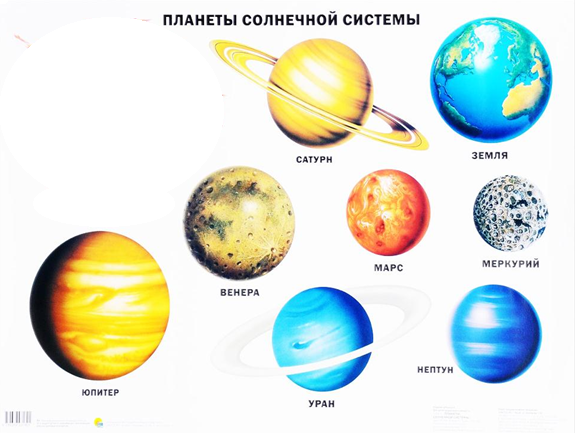 ПЛАНЕТЫ СОЛНЕЧНОЙ СИСТЕМЫ
САТУРН
ЗЕМЛЯ
ВЕНЕРА
МАРС
МЕРКУРИЙ
ЮПИТЕР
УРАН
НЕПТУН